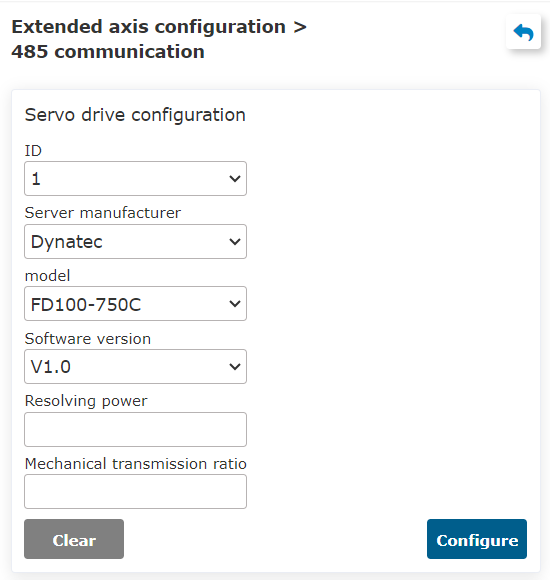 Extended axis configuration >
485 communication
Servo drive configuration
ID
1
Server manufacturer
Dynatec
model
FD100-750C
Software version
V1.0
Resolving power
Mechanical transmission ratio
Clear
Configure